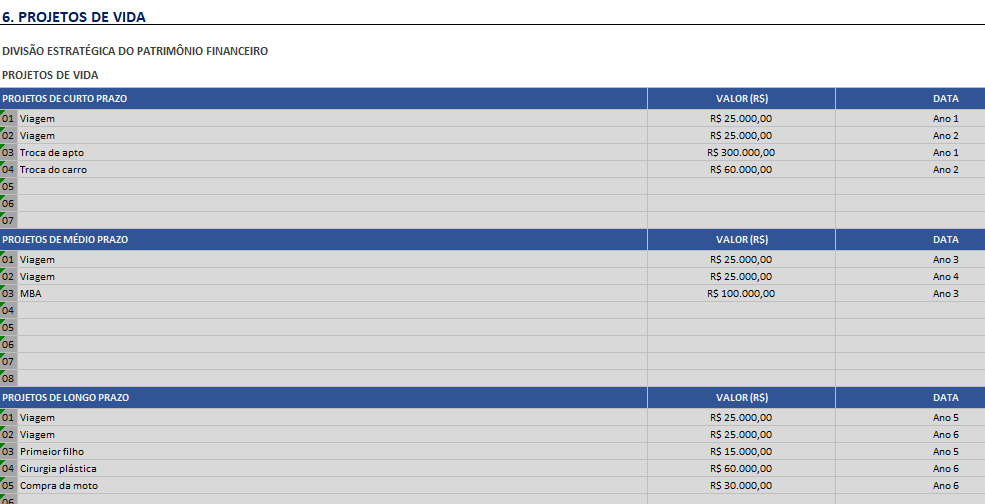 6. PROJETOS DE VIDA
DIVISÃO ESTRATÉGICA DO PATRIMÔNIO FINANCEIRO
PROJETOS DE VIDA
PROJETOS DE CURTO PRAZO VALOR (R$) DATA
01 Viagem R$ 25.000,00 Ano 1
02 Viagem R$ 25.000,00 Ano 2
03 Troca de apto R$ 300.000,00 Ano 1
04 Troca do carro R$ 60.000,00 Ano 2
05
06
07
PROJETOS DE MÉDIO PRAZO VALOR (R$) DATA
01 Viagem R$ 25.000,00 Ano 3
02 Viagem R$ 25.000,00 Ano 4
03 MBA R$ 100.000,00 Ano 3
04
05
06
07
08
PROJETOS DE LONGO PRAZO VALOR (R$) DATA
01 Viagem R$ 25.000,00 Ano 5
02 Viagem R$ 25.000,00 Ano 6
03 Primeior filho R$ 15.000,00 Ano 5
04 Cirurgia plástica R$ 60.000,00 Ano 6
05 Compra da moto R$ 30.000,00 Ano 6
06